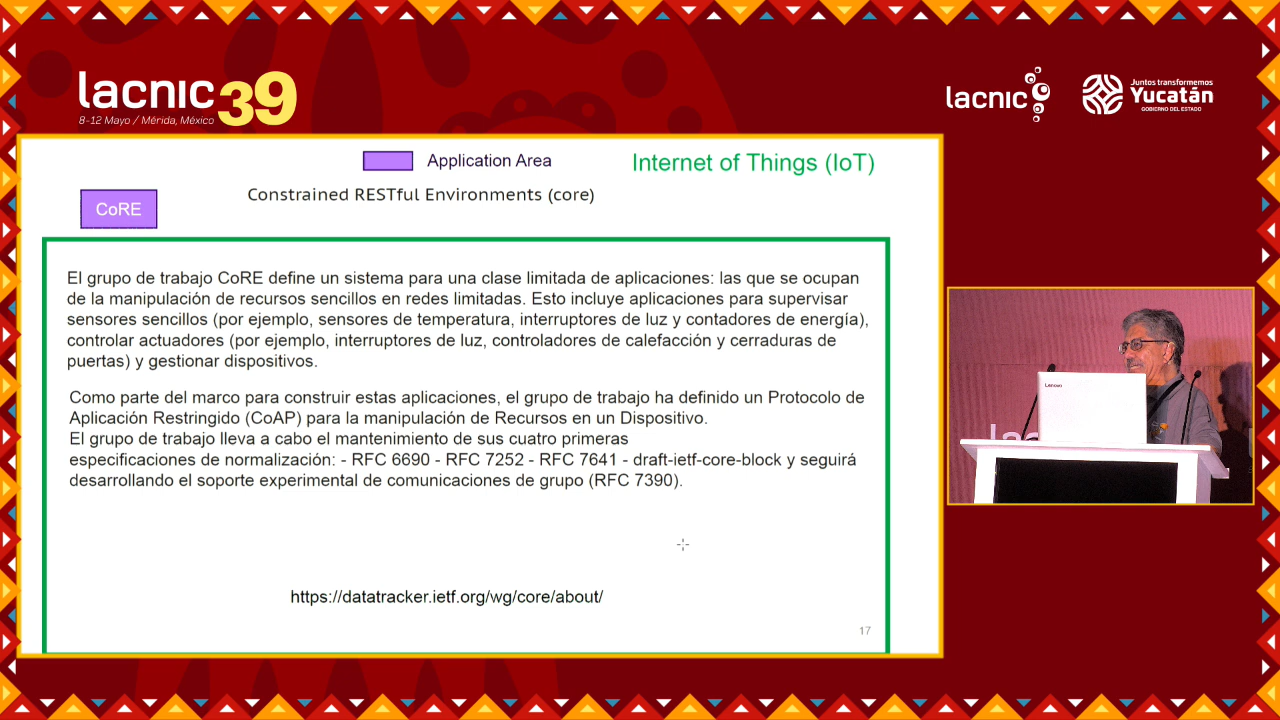 lacnic 39
8-12 Mayo / Mérida, México
lacnic
Juntos transformemos
Yucatán
GOBIERNO DEL ESTADO
Application Area
Internet of Things (IoT)
Constrained RESTful Environments (core)
CoRE
El grupo de trabajo CoRE define un sistema para una clase limitada de aplicaciones: las que se ocupan
de la manipulación de recursos sencillos en redes limitadas. Esto incluye aplicaciones para supervisar
sensores sencillos (por ejemplo, sensores de temperatura, interruptores de luz y contadores de energía),
controlar actuadores (por ejemplo, interruptores de luz, controladores de calefacción y cerraduras de
puertas) y gestionar dispositivos.
Como parte del marco para construir estas aplicaciones, el grupo de trabajo ha definido un Protocolo de
Aplicación Restringido (CoAP) para la manipulación de Recursos en un Dispositivo.
El grupo de trabajo lleva a cabo el mantenimiento de sus cuatro primeras
especificaciones de normalización: - RFC 6690 - RFC 7252 - RFC 7641 - draft-ietf-core-block y seguirá
desarrollando el soporte experimental de comunicaciones de grupo (RFC 7390).
https://datatracker.ietf.org/wg/core/about/
17
Lenovo